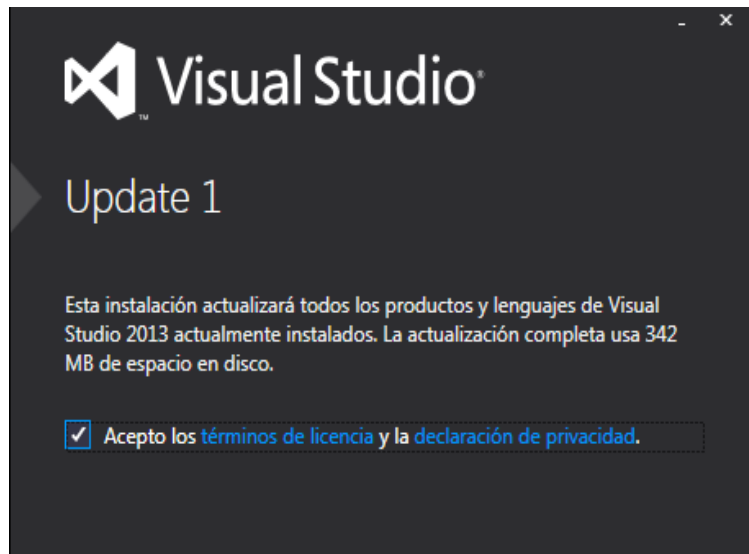 Visual Studio®
™
Update 1
Esta instalación actualizará todos los productos y lenguajes de Visual
Studio 2013 actualmente instalados. La actualización completa usa 342
MB de espacio en disco.
Acepto los términos de licencia y la declaración de privacidad.